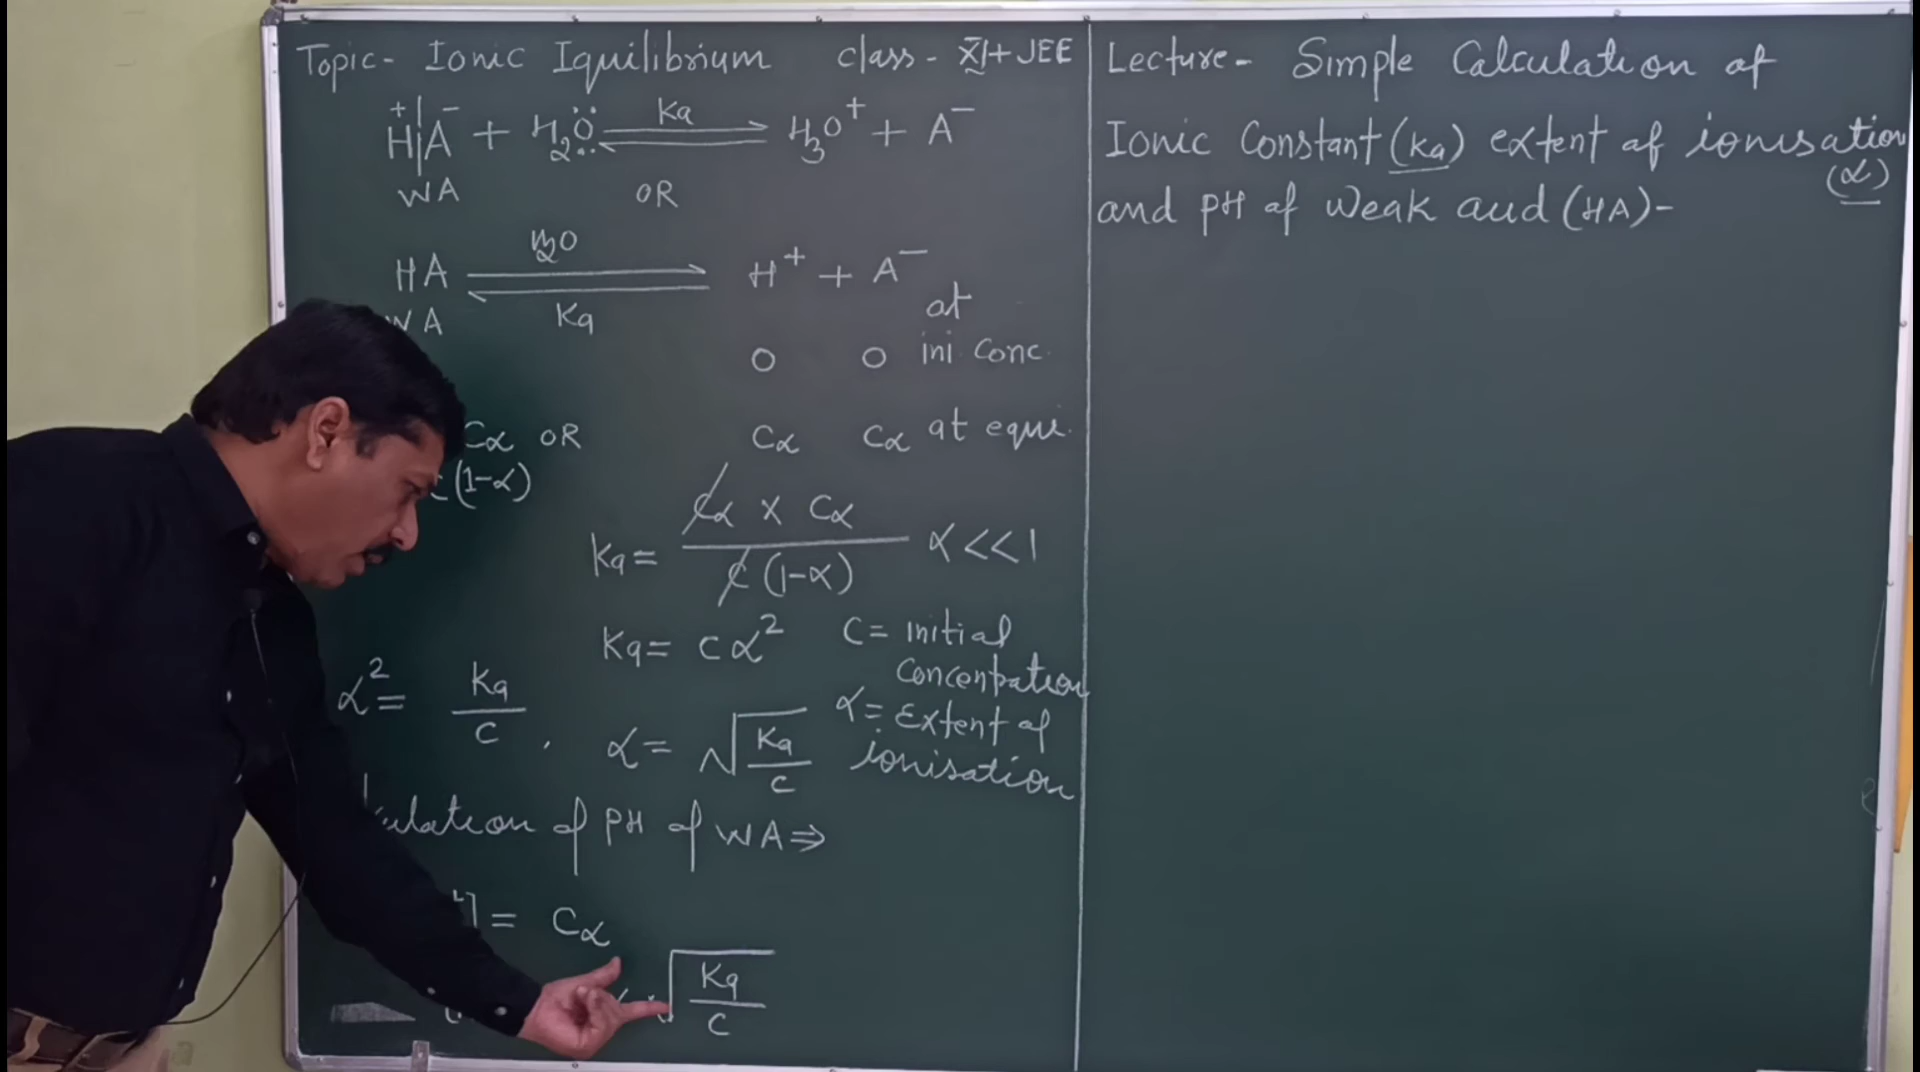 Topic- Ionic Iquilibrium class- XI+JEE
HA + H2O ⇌ H3O+ + A−
Ka
WA OR
H2O
HA ⇌ H+ + A−
WA Ka
at
0 0 ini. conc.
Cα OR Cα Cα at equi.
(1-α)
Ka = Cα x Cα / C(1-α) α<<1
Ka = Cα² C = initial
concentration
α² = Ka/C , α = √Ka/C α = Extent of
ionisation
of PH of WA ⇒
= Cα
√Ka/C
Lecture- Simple Calculation of
Ionic Constant (Ka) extent of ionisation
(α)
and PH of weak acid (HA)-